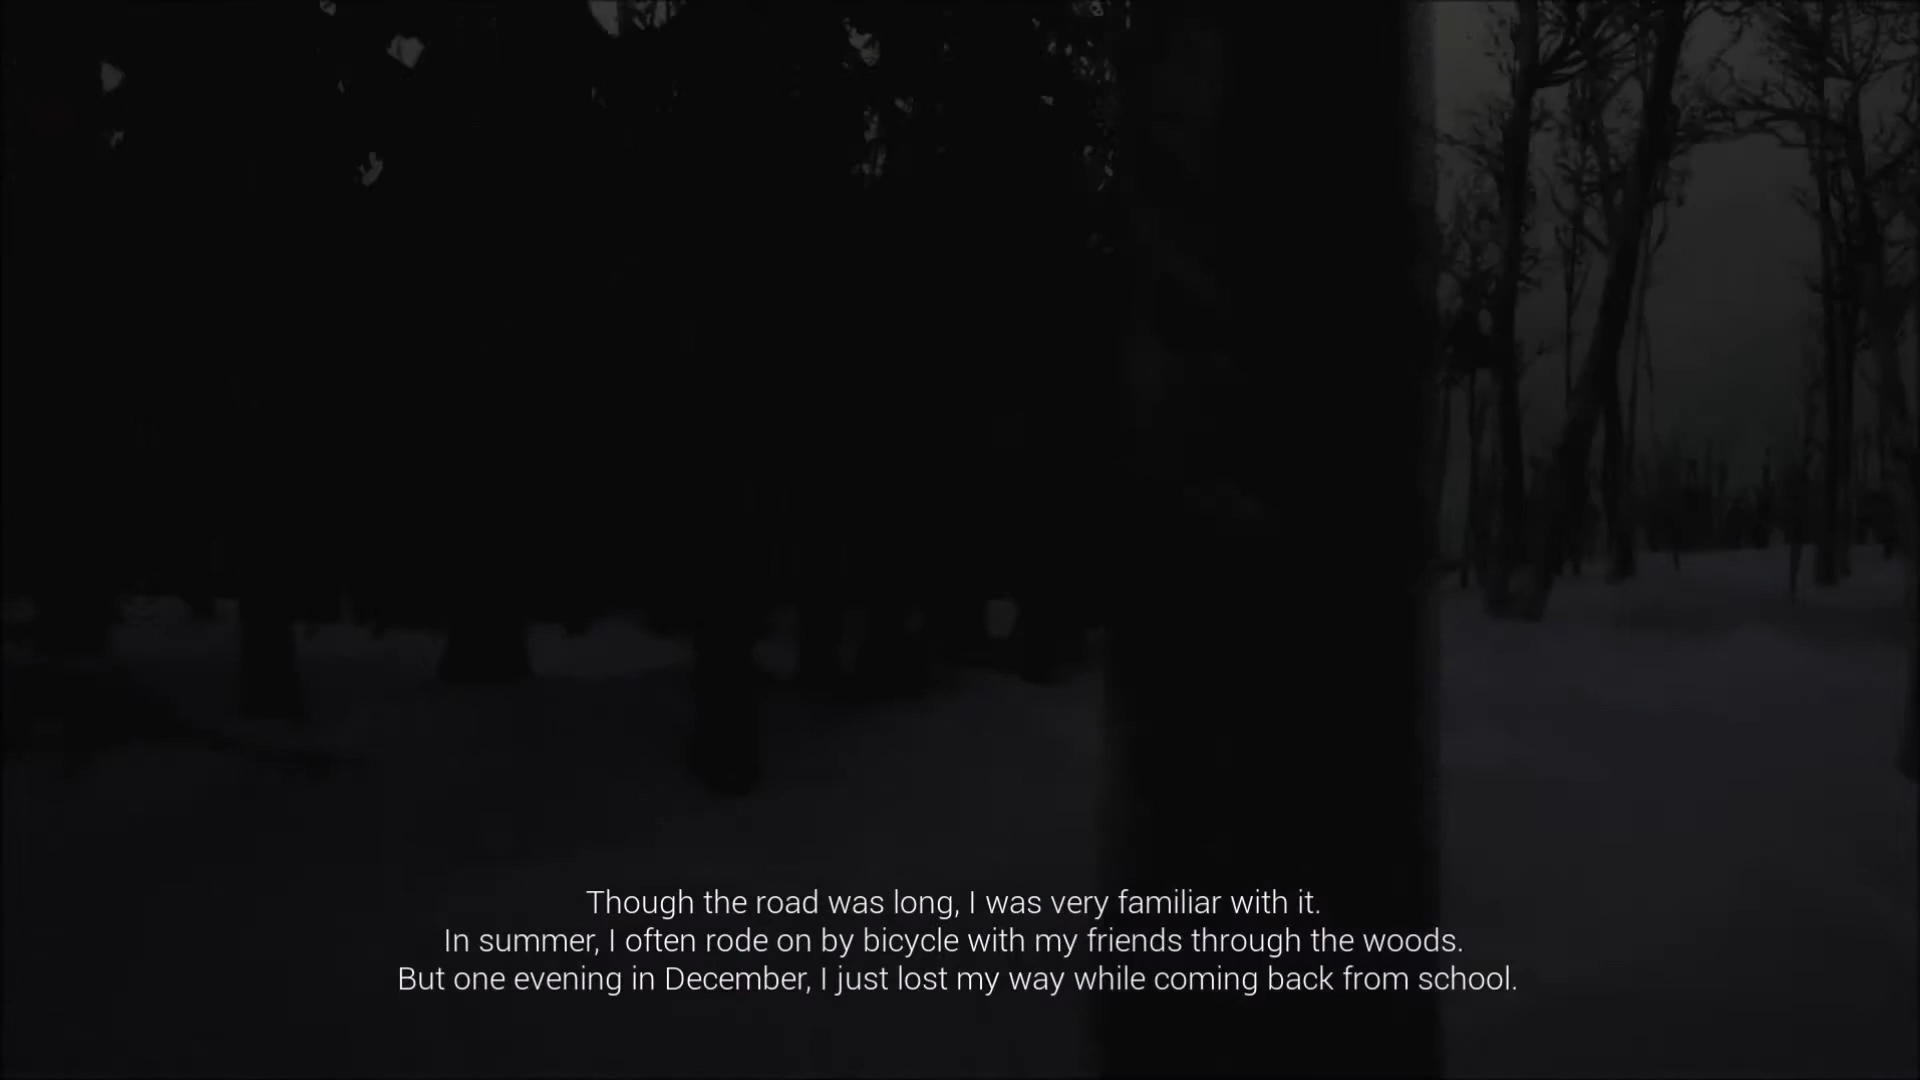 Though the road was long, I was very familiar with it.
In summer, I often rode on by bicycle with my friends through the woods.
But one evening in December, I just lost my way while coming back from school.